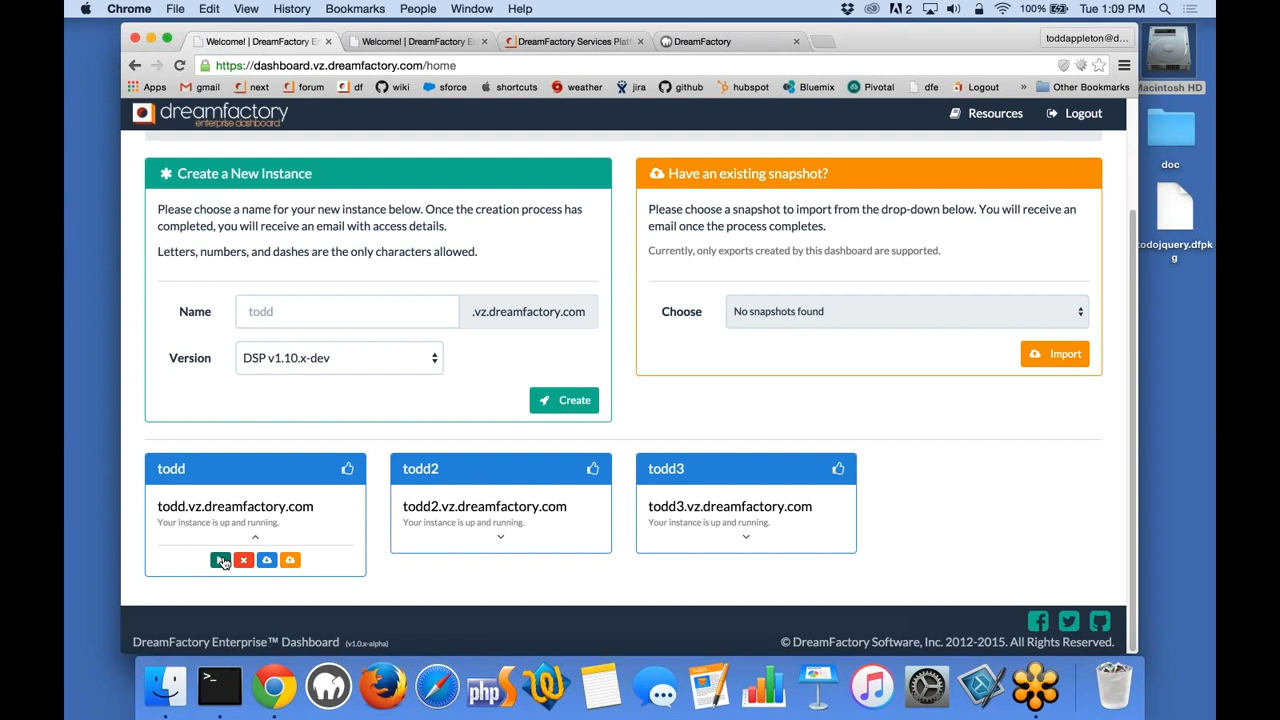 Chrome File Edit View History Bookmarks People Window Help 2 100% Tue 1:09 PM
Welcome! | DreamFactory En × Welcome! | DreamFactory En × DreamFactory Services Plat × DreamFactory × toddappleton@d...
https://dashboard.vz.dreamfactory.com/home
Apps gmail next forum df wiki sforce shortcuts weather jira github hubspot Bluemix Pivotal dfe Logout » Other Bookmarks
Macintosh HD
dreamfactory
enterprise dashboard
Resources Logout
doc
Create a New Instance
Please choose a name for your new instance below. Once the creation process has
completed, you will receive an email with access details.
Letters, numbers, and dashes are the only characters allowed.
Name todd .vz.dreamfactory.com
Version DSP v1.10.x-dev
Create
Have an existing snapshot?
Please choose a snapshot to import from the drop-down below. You will receive an
email once the process completes.
Currently, only exports created by this dashboard are supported.
Choose No snapshots found
Import
todojquery.dfpk
g
todd
todd.vz.dreamfactory.com
Your instance is up and running.
todd2
todd2.vz.dreamfactory.com
Your instance is up and running.
todd3
todd3.vz.dreamfactory.com
Your instance is up and running.
DreamFactory Enterprise™ Dashboard (v1.0.x-alpha)
© DreamFactory Software, Inc. 2012-2015. All Rights Reserved.
php